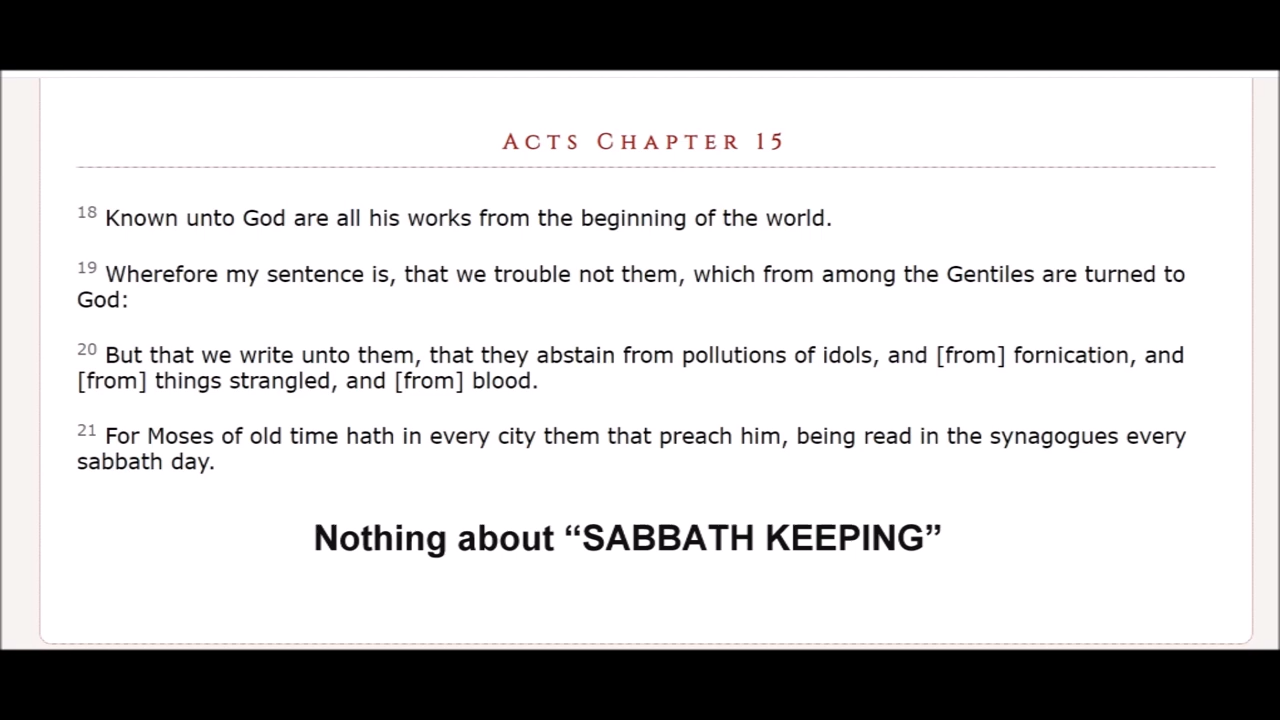 Acts Chapter 15
18 Known unto God are all his works from the beginning of the world.
19 Wherefore my sentence is, that we trouble not them, which from among the Gentiles are turned to
God:
20 But that we write unto them, that they abstain from pollutions of idols, and [from] fornication, and
[from] things strangled, and [from] blood.
21 For Moses of old time hath in every city them that preach him, being read in the synagogues every
sabbath day.
Nothing about “SABBATH KEEPING”